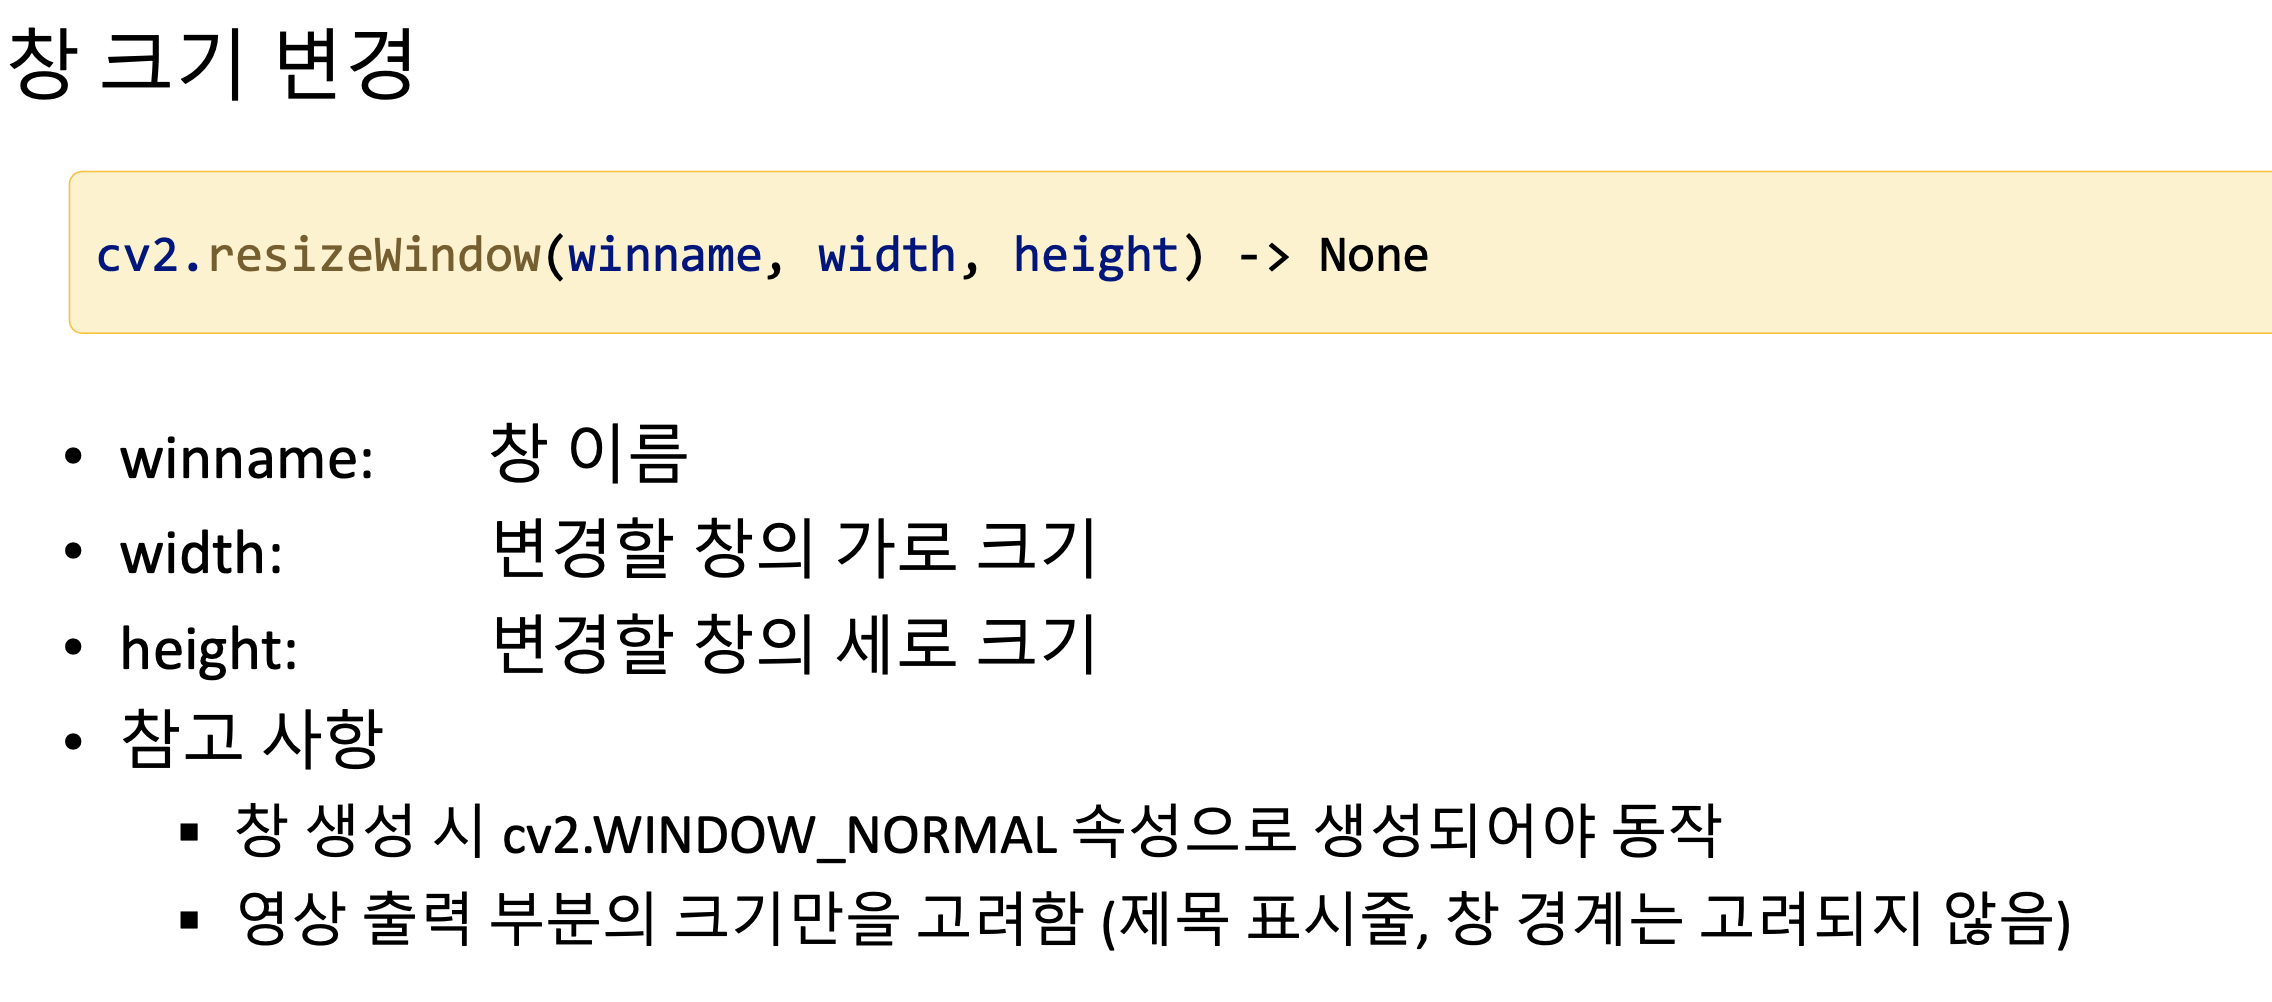 창 크기 변경
cv2.resizeWindow(winname, width, height) -> None
• winname: 창 이름
• width: 변경할 창의 가로 크기
• height: 변경할 창의 세로 크기
• 참고 사항
▪ 창 생성 시 cv2.WINDOW_NORMAL 속성으로 생성되어야 동작
▪ 영상 출력 부분의 크기만을 고려함 (제목 표시줄, 창 경계는 고려되지 않음)